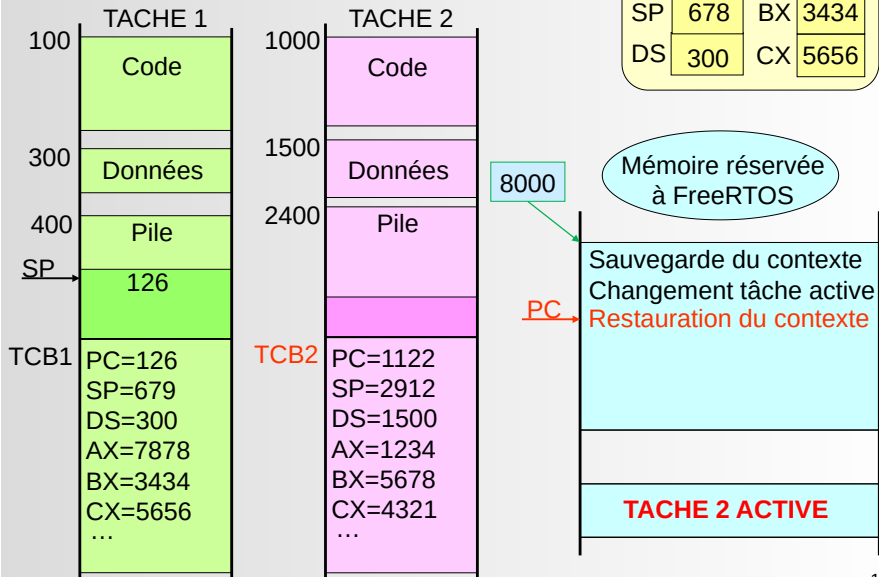 SP 678 BX 3434
DS 300 CX 5656
TACHE 1
100
Code
300
Données
400
Pile
SP
126
TCB1
PC=126
SP=679
DS=300
AX=7878
BX=3434
CX=5656
…
TACHE 2
1000
Code
1500
Données
2400
Pile
TCB2
PC=1122
SP=2912
DS=1500
AX=1234
BX=5678
CX=4321
…
8000
Mémoire réservée
à FreeRTOS
Sauvegarde du contexte
Changement tâche active
PC
Restauration du contexte
TACHE 2 ACTIVE